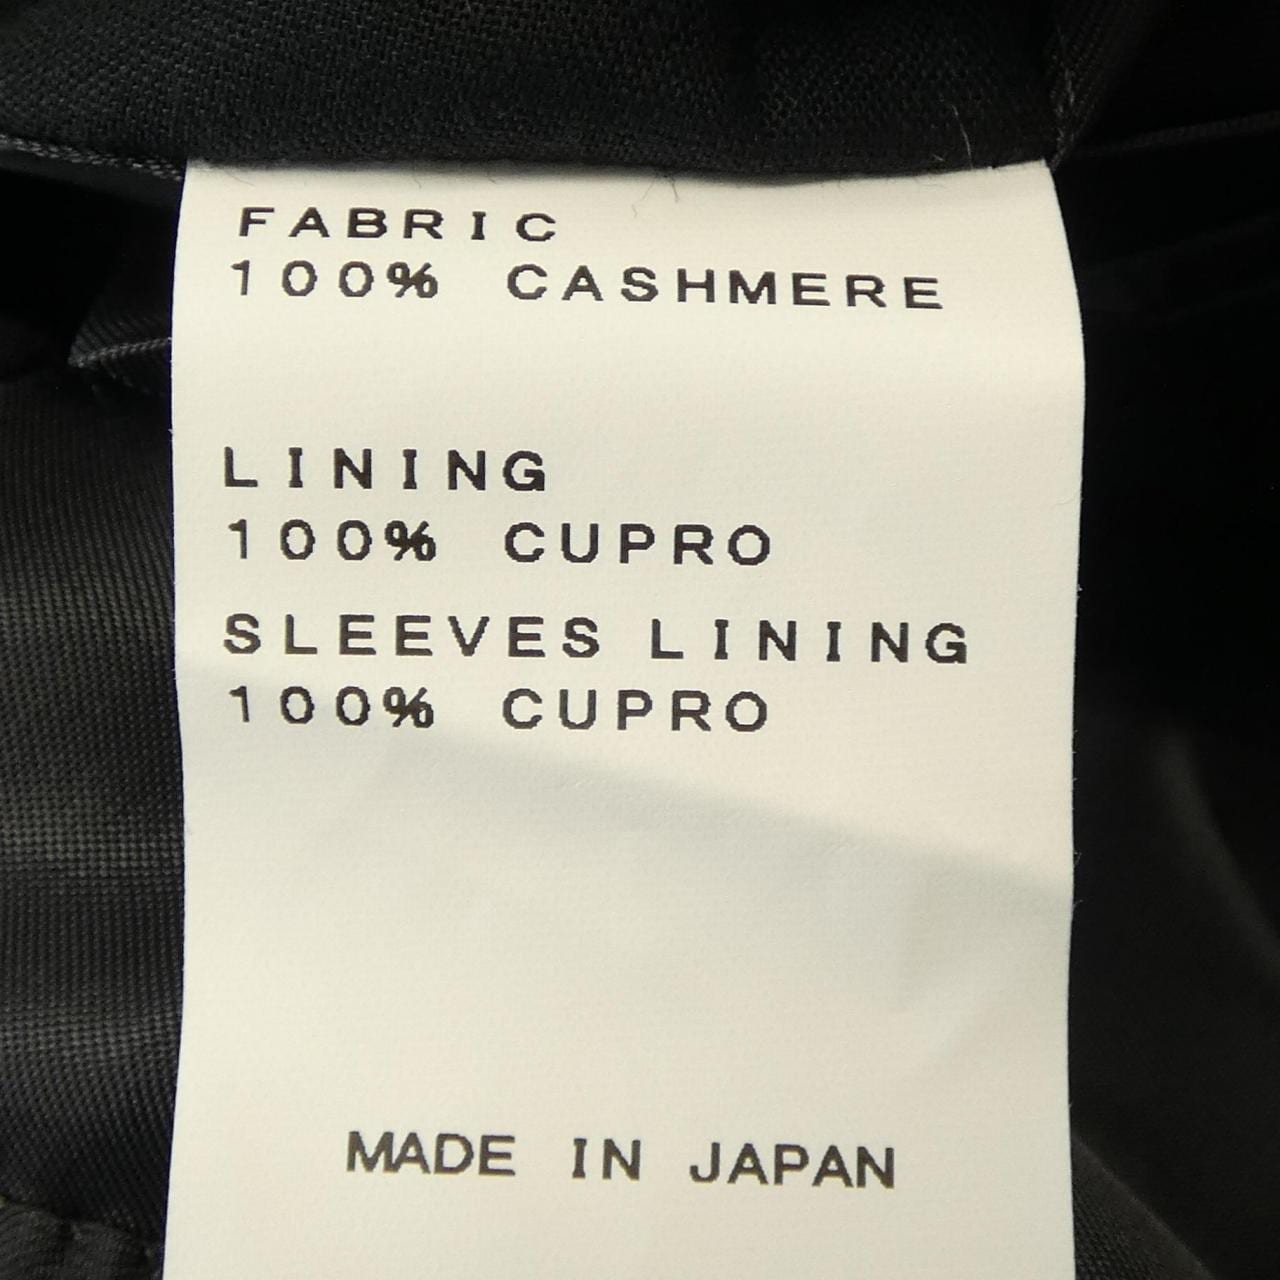 FABRIC
100% CASHMERE
LINING
100% CUPRO
SLEEVES LINING
100% CUPRO
MADE IN JAPAN